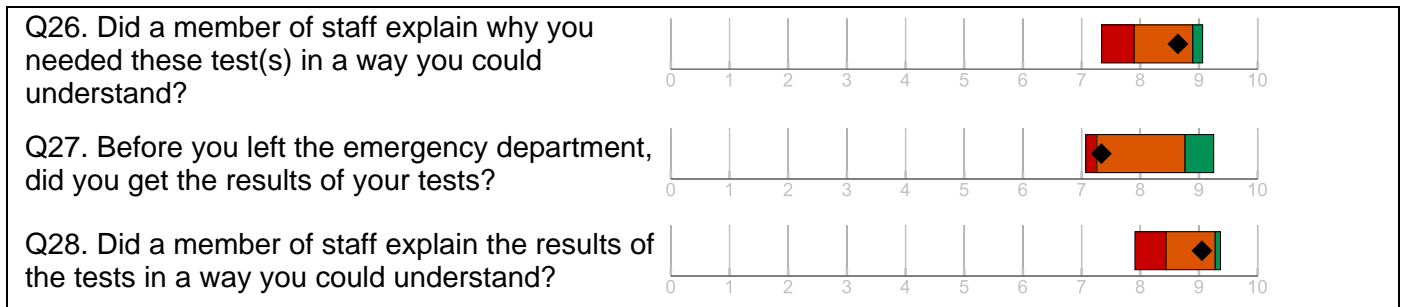 Q26. Did a member of staff explain why you
needed these test(s) in a way you could
understand?
0 1 2 3 4 5 6 7 8 9 10
Q27. Before you left the emergency department,
did you get the results of your tests?
0 1 2 3 4 5 6 7 8 9 10
Q28. Did a member of staff explain the results of
the tests in a way you could understand?
0 1 2 3 4 5 6 7 8 9 10